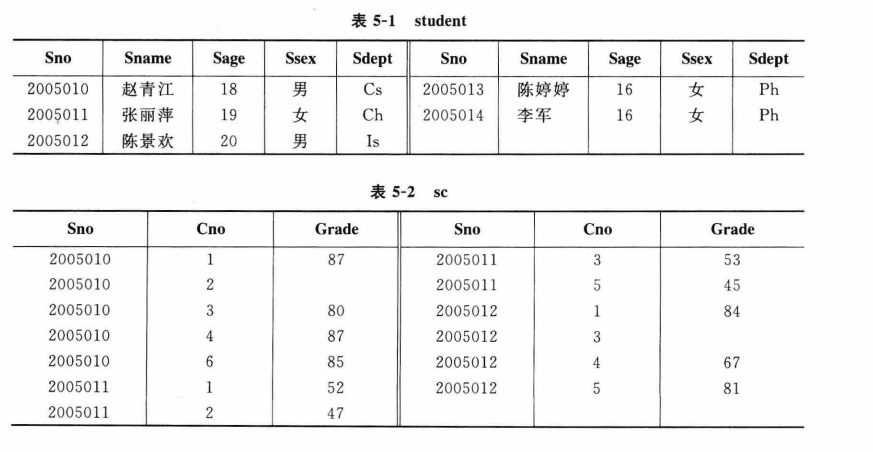 表 5-1 student
Sno Sname Sage Ssex Sdept Sno Sname Sage Ssex Sdept
2005010 赵青江 18 男 Cs 2005013 陈婷婷 16 女 Ph
2005011 张丽萍 19 女 Ch 2005014 李军 16 女 Ph
2005012 陈景欢 20 男 Is
表 5-2 sc
Sno Cno Grade Sno Cno Grade
2005010 1 87 2005011 3 53
2005010 2 2005011 5 45
2005010 3 80 2005012 1 84
2005010 4 87 2005012 3
2005010 6 85 2005012 4 67
2005011 1 52 2005012 5 81
2005011 2 47